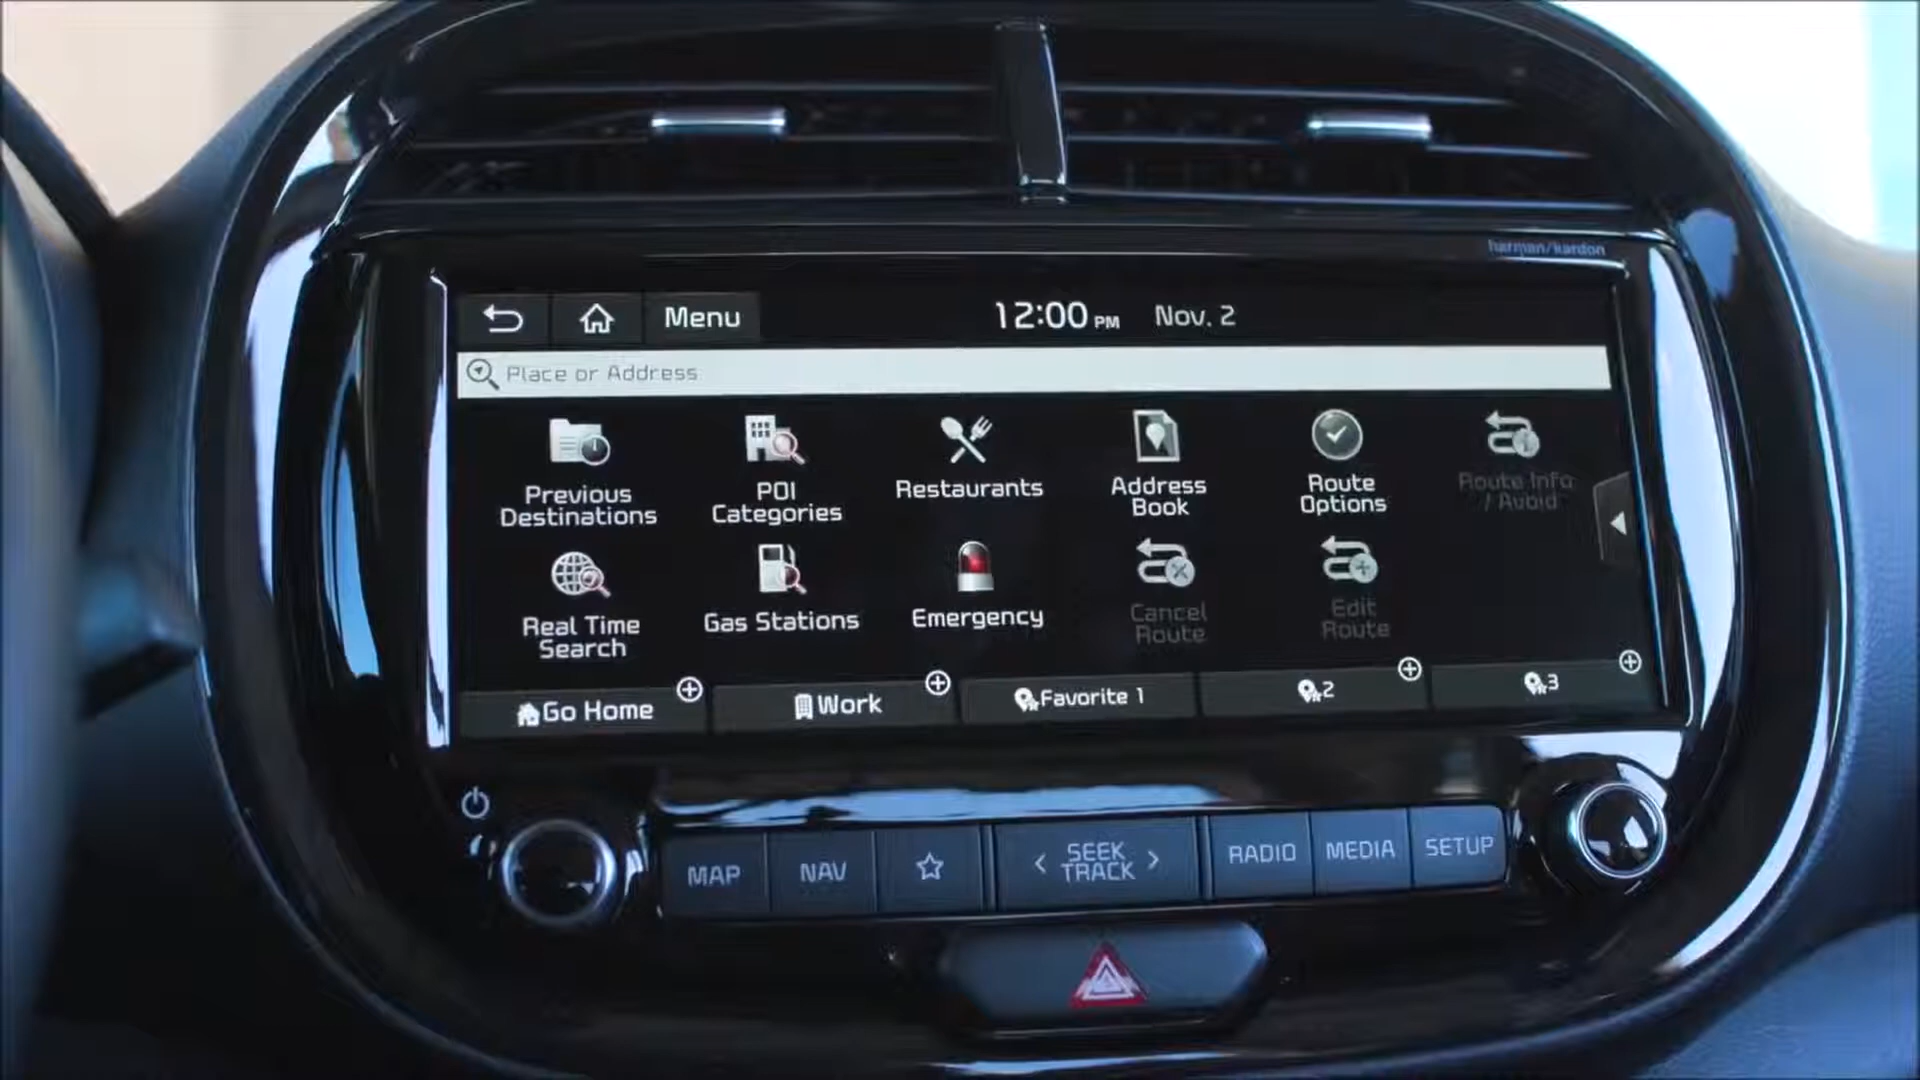 harman/kardon
Menu
12:00 PM Nov. 2
Place or Address
Previous
Destinations
POI
Categories
Restaurants
Address
Book
Route
Options
Route Info
/ Avoid
Real Time
Search
Gas Stations
Emergency
Cancel
Route
Edit
Route
Go Home
Work
Favorite 1
2
3
MAP
NAV
< SEEK >
TRACK
RADIO
MEDIA
SETUP